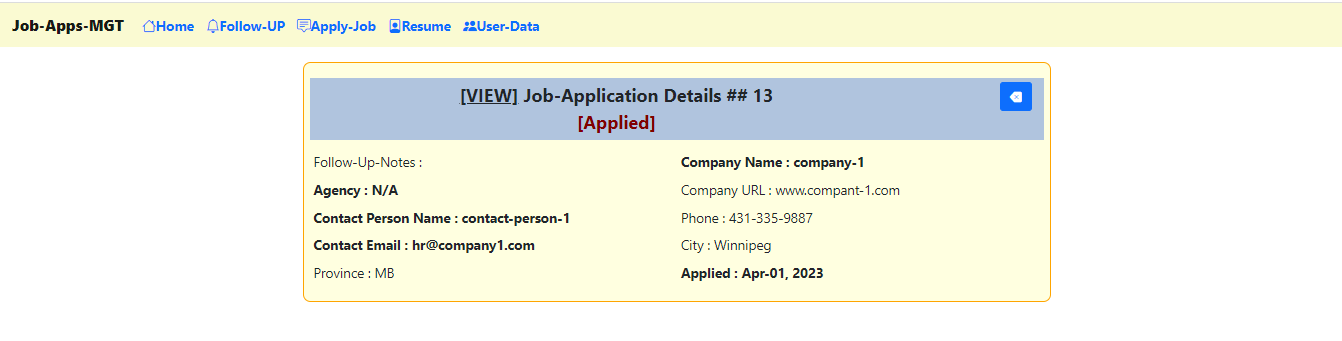 Job-Apps-MGT Home Follow-UP Apply-Job Resume User-Data
[VIEW] Job-Application Details ## 13
[Applied]
Follow-Up-Notes :
Company Name : company-1
Agency : N/A
Company URL : www.compant-1.com
Contact Person Name : contact-person-1
Phone : 431-335-9887
Contact Email : hr@company1.com
City : Winnipeg
Province : MB
Applied : Apr-01, 2023